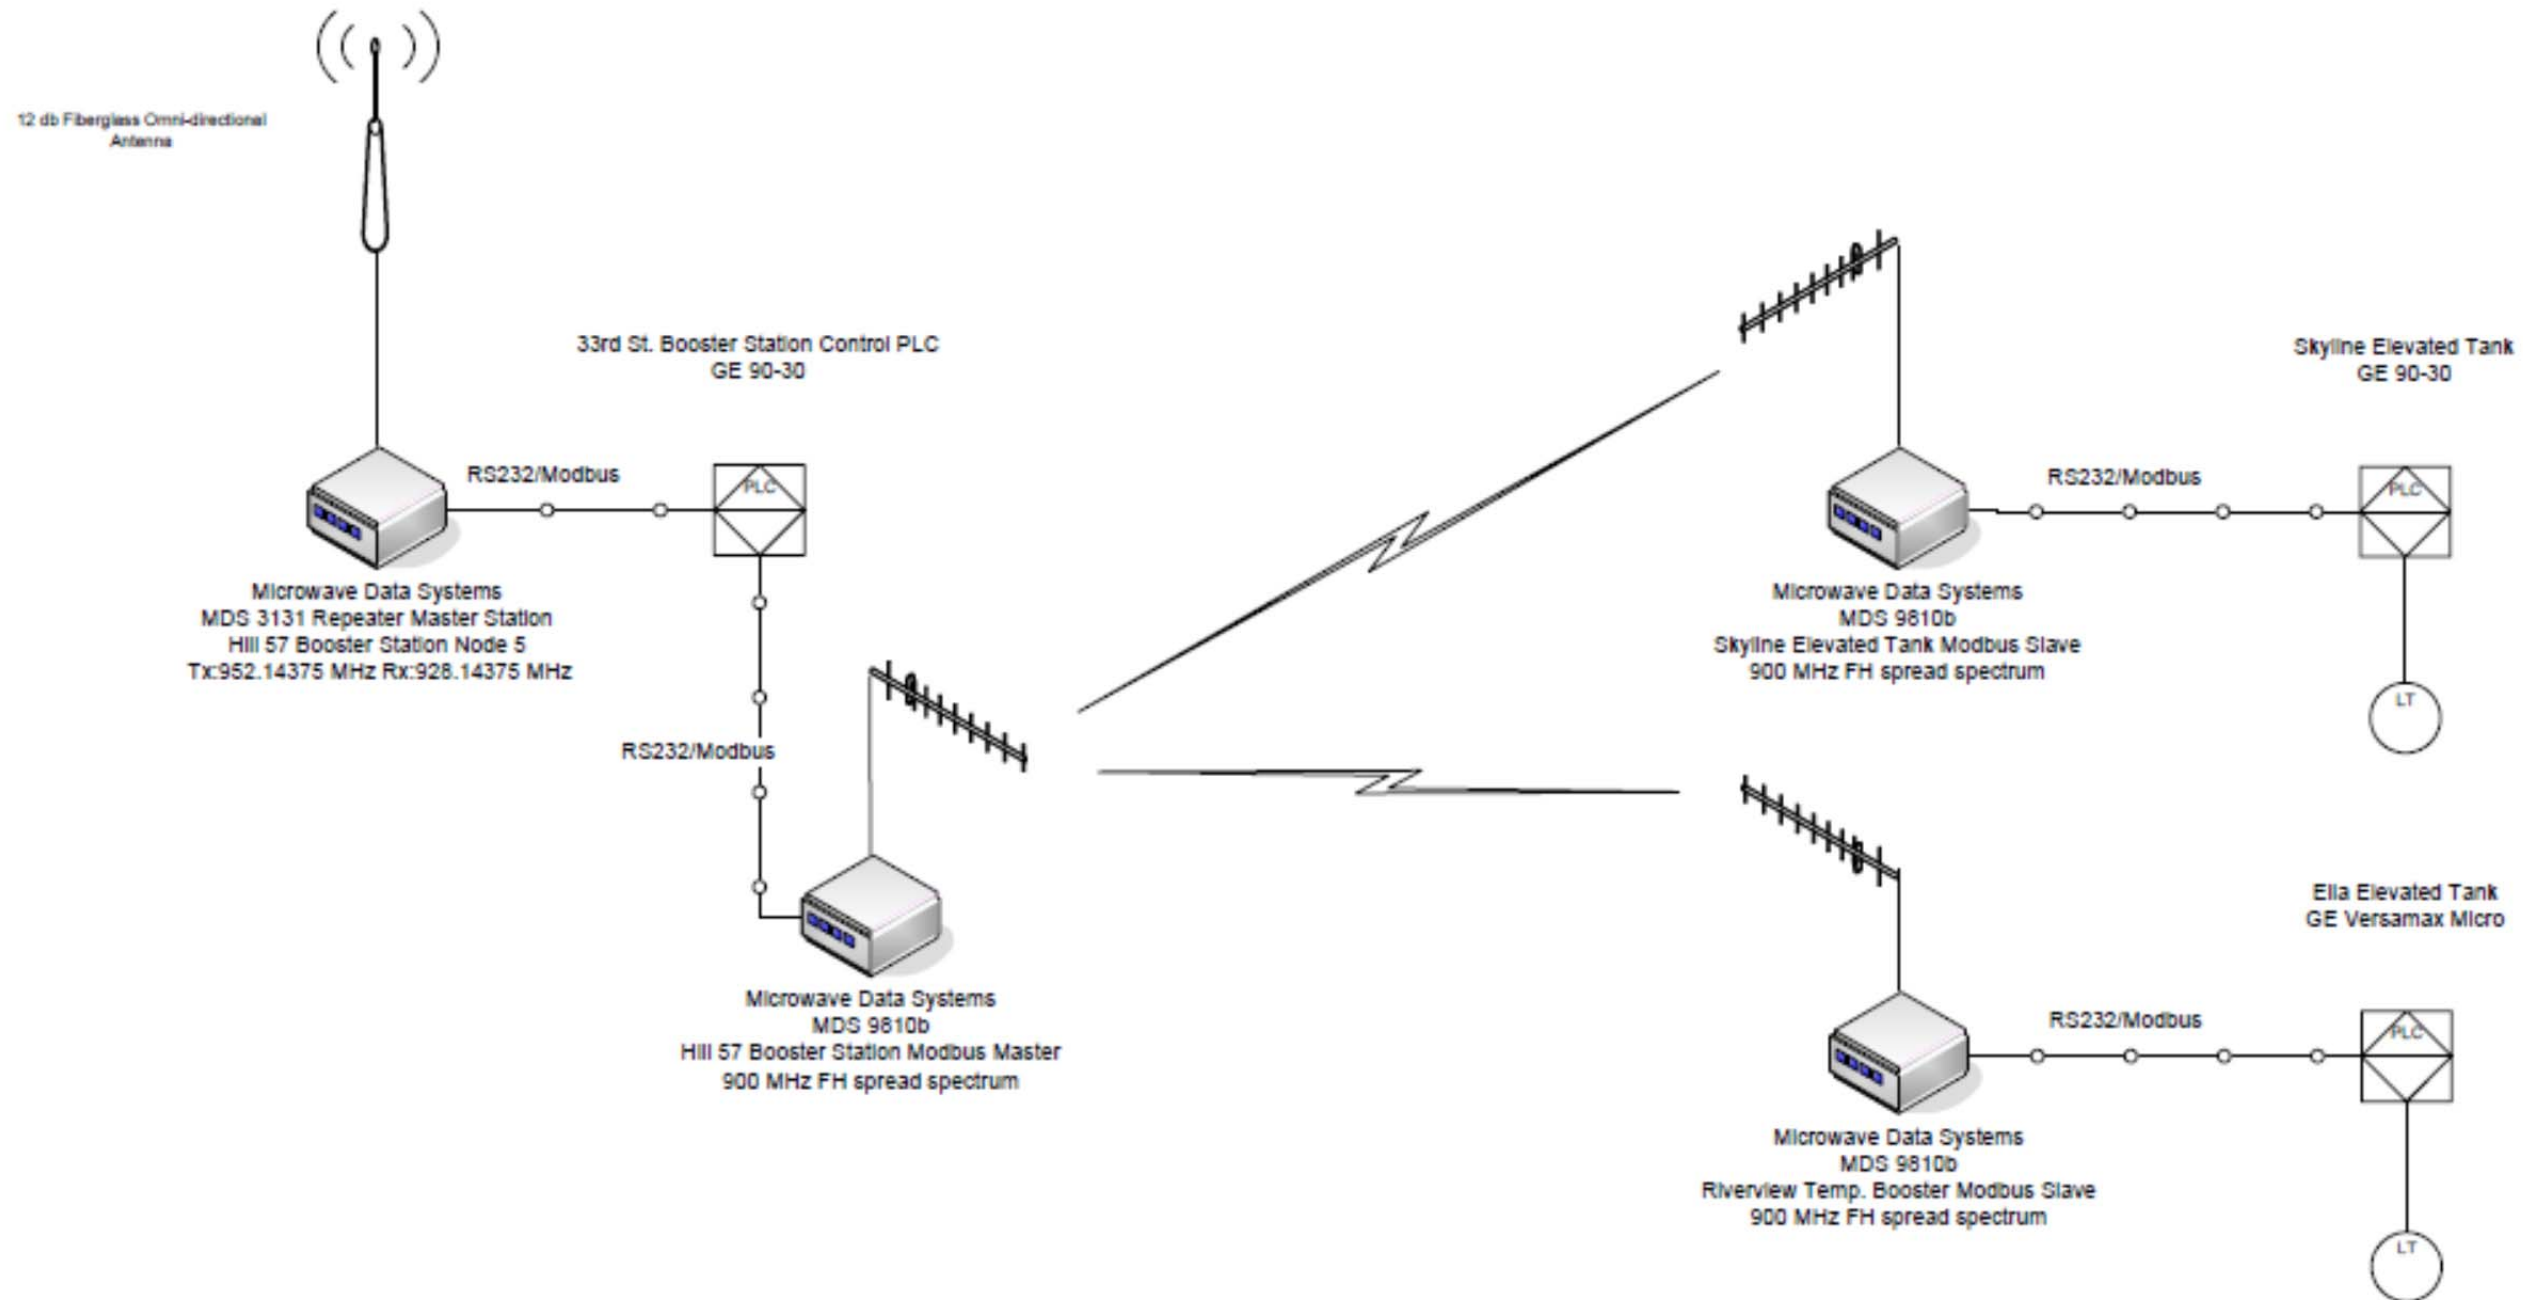 12 db Fiberglass Omni-directional
Antenna
33rd St. Booster Station Control PLC
GE 90-30
RS232/Modbus
PLC
Microwave Data Systems
MDS 3131 Repeater Master Station
Hill 57 Booster Station Node 5
Tx:952.14375 MHz Rx:928.14375 MHz
RS232/Modbus
Microwave Data Systems
MDS 9810b
Hill 57 Booster Station Modbus Master
900 MHz FH spread spectrum
Skyline Elevated Tank
GE 90-30
RS232/Modbus
PLC
Microwave Data Systems
MDS 9810b
Skyline Elevated Tank Modbus Slave
900 MHz FH spread spectrum
LT
Ella Elevated Tank
GE Versamax Micro
RS232/Modbus
PLC
Microwave Data Systems
MDS 9810b
Riverview Temp. Booster Modbus Slave
900 MHz FH spread spectrum
LT